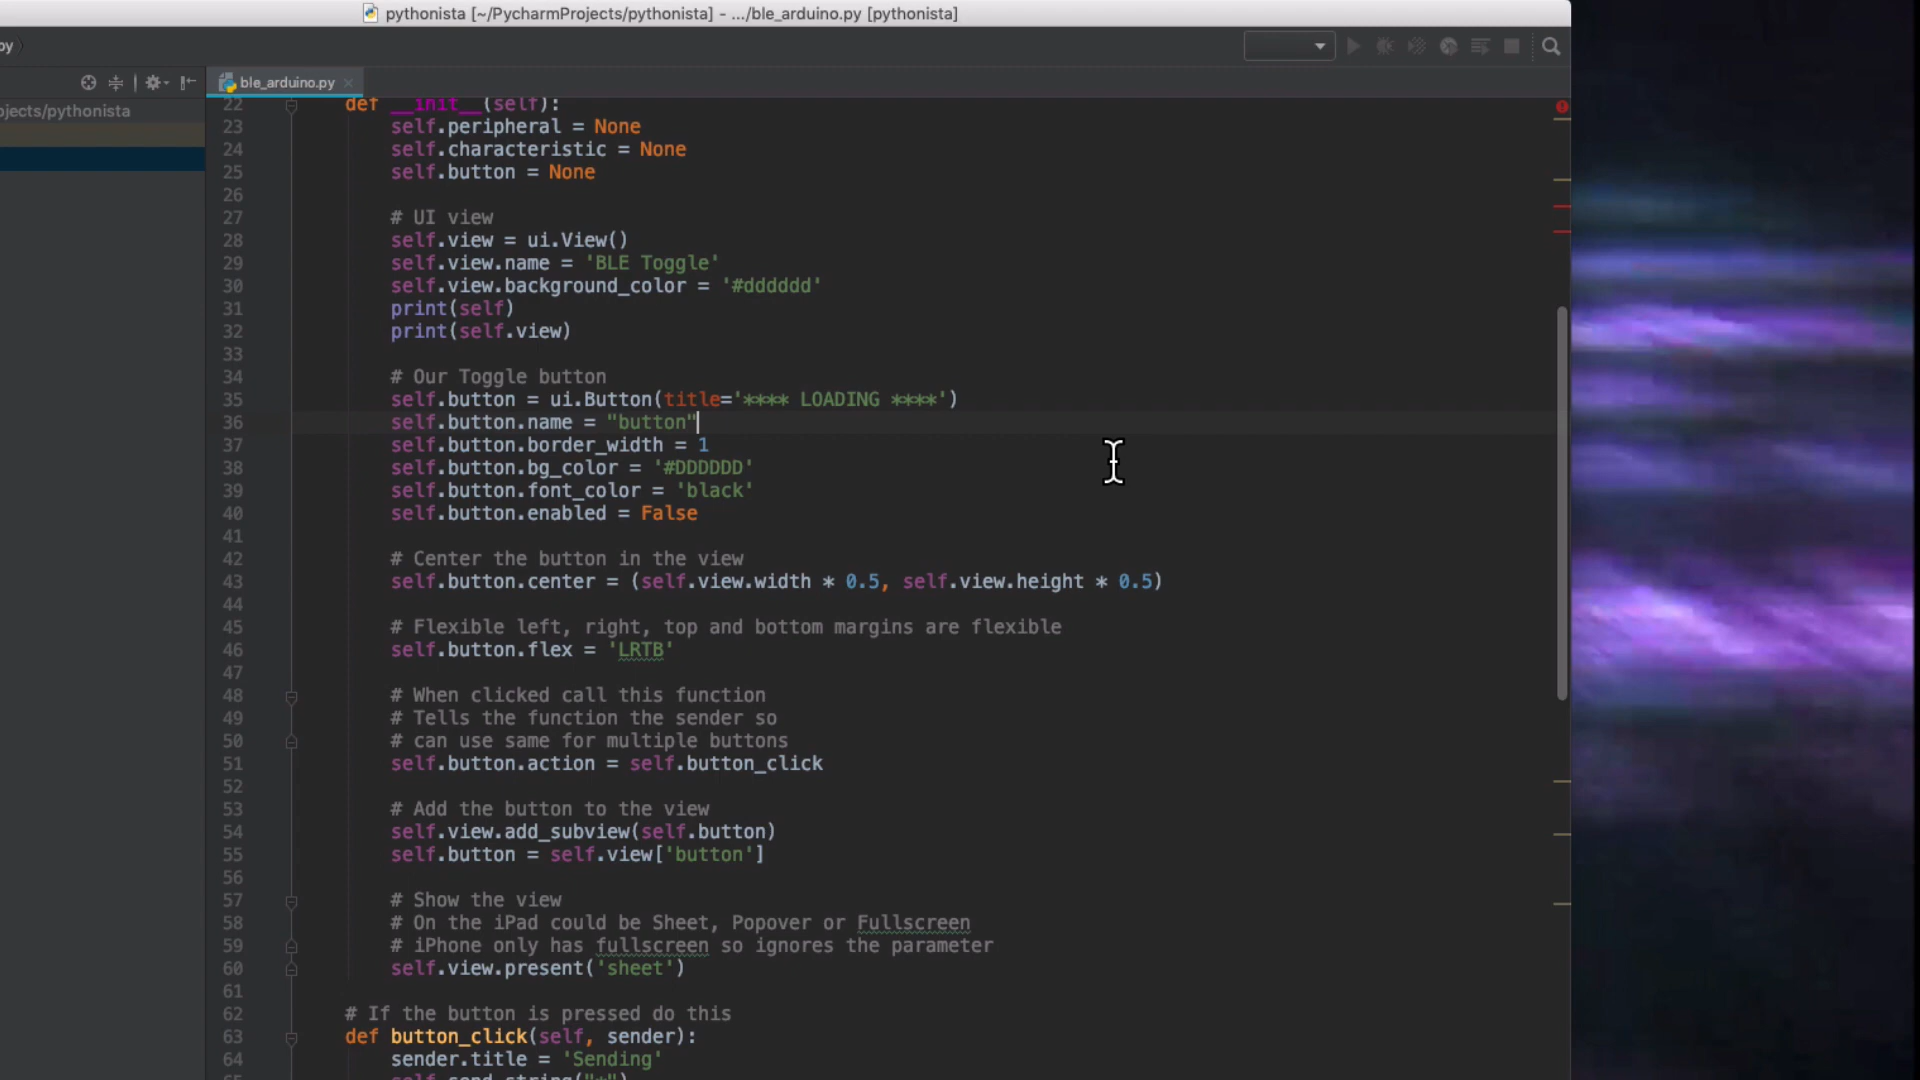 pythonista [~/PycharmProjects/pythonista] - .../ble_arduino.py [pythonista]
py
ble_arduino.py
ojects/pythonista
22 def __init__(self):
23 self.peripheral = None
24 self.characteristic = None
25 self.button = None
26
27 # UI view
28 self.view = ui.View()
29 self.view.name = 'BLE Toggle'
30 self.view.background_color = '#dddddd'
31 print(self)
32 print(self.view)
33
34 # Our Toggle button
35 self.button = ui.Button(title='**** LOADING ****')
36 self.button.name = "button"
37 self.button.border_width = 1
38 self.button.bg_color = '#DDDDDD'
39 self.button.font_color = 'black'
40 self.button.enabled = False
41
42 # Center the button in the view
43 self.button.center = (self.view.width * 0.5, self.view.height * 0.5)
44
45 # Flexible left, right, top and bottom margins are flexible
46 self.button.flex = 'LRTB'
47
48 # When clicked call this function
49 # Tells the function the sender so
50 # can use same for multiple buttons
51 self.button.action = self.button_click
52
53 # Add the button to the view
54 self.view.add_subview(self.button)
55 self.button = self.view['button']
56
57 # Show the view
58 # On the iPad could be Sheet, Popover or Fullscreen
59 # iPhone only has fullscreen so ignores the parameter
60 self.view.present('sheet')
61
62 # If the button is pressed do this
63 def button_click(self, sender):
64 sender.title = 'Sending'